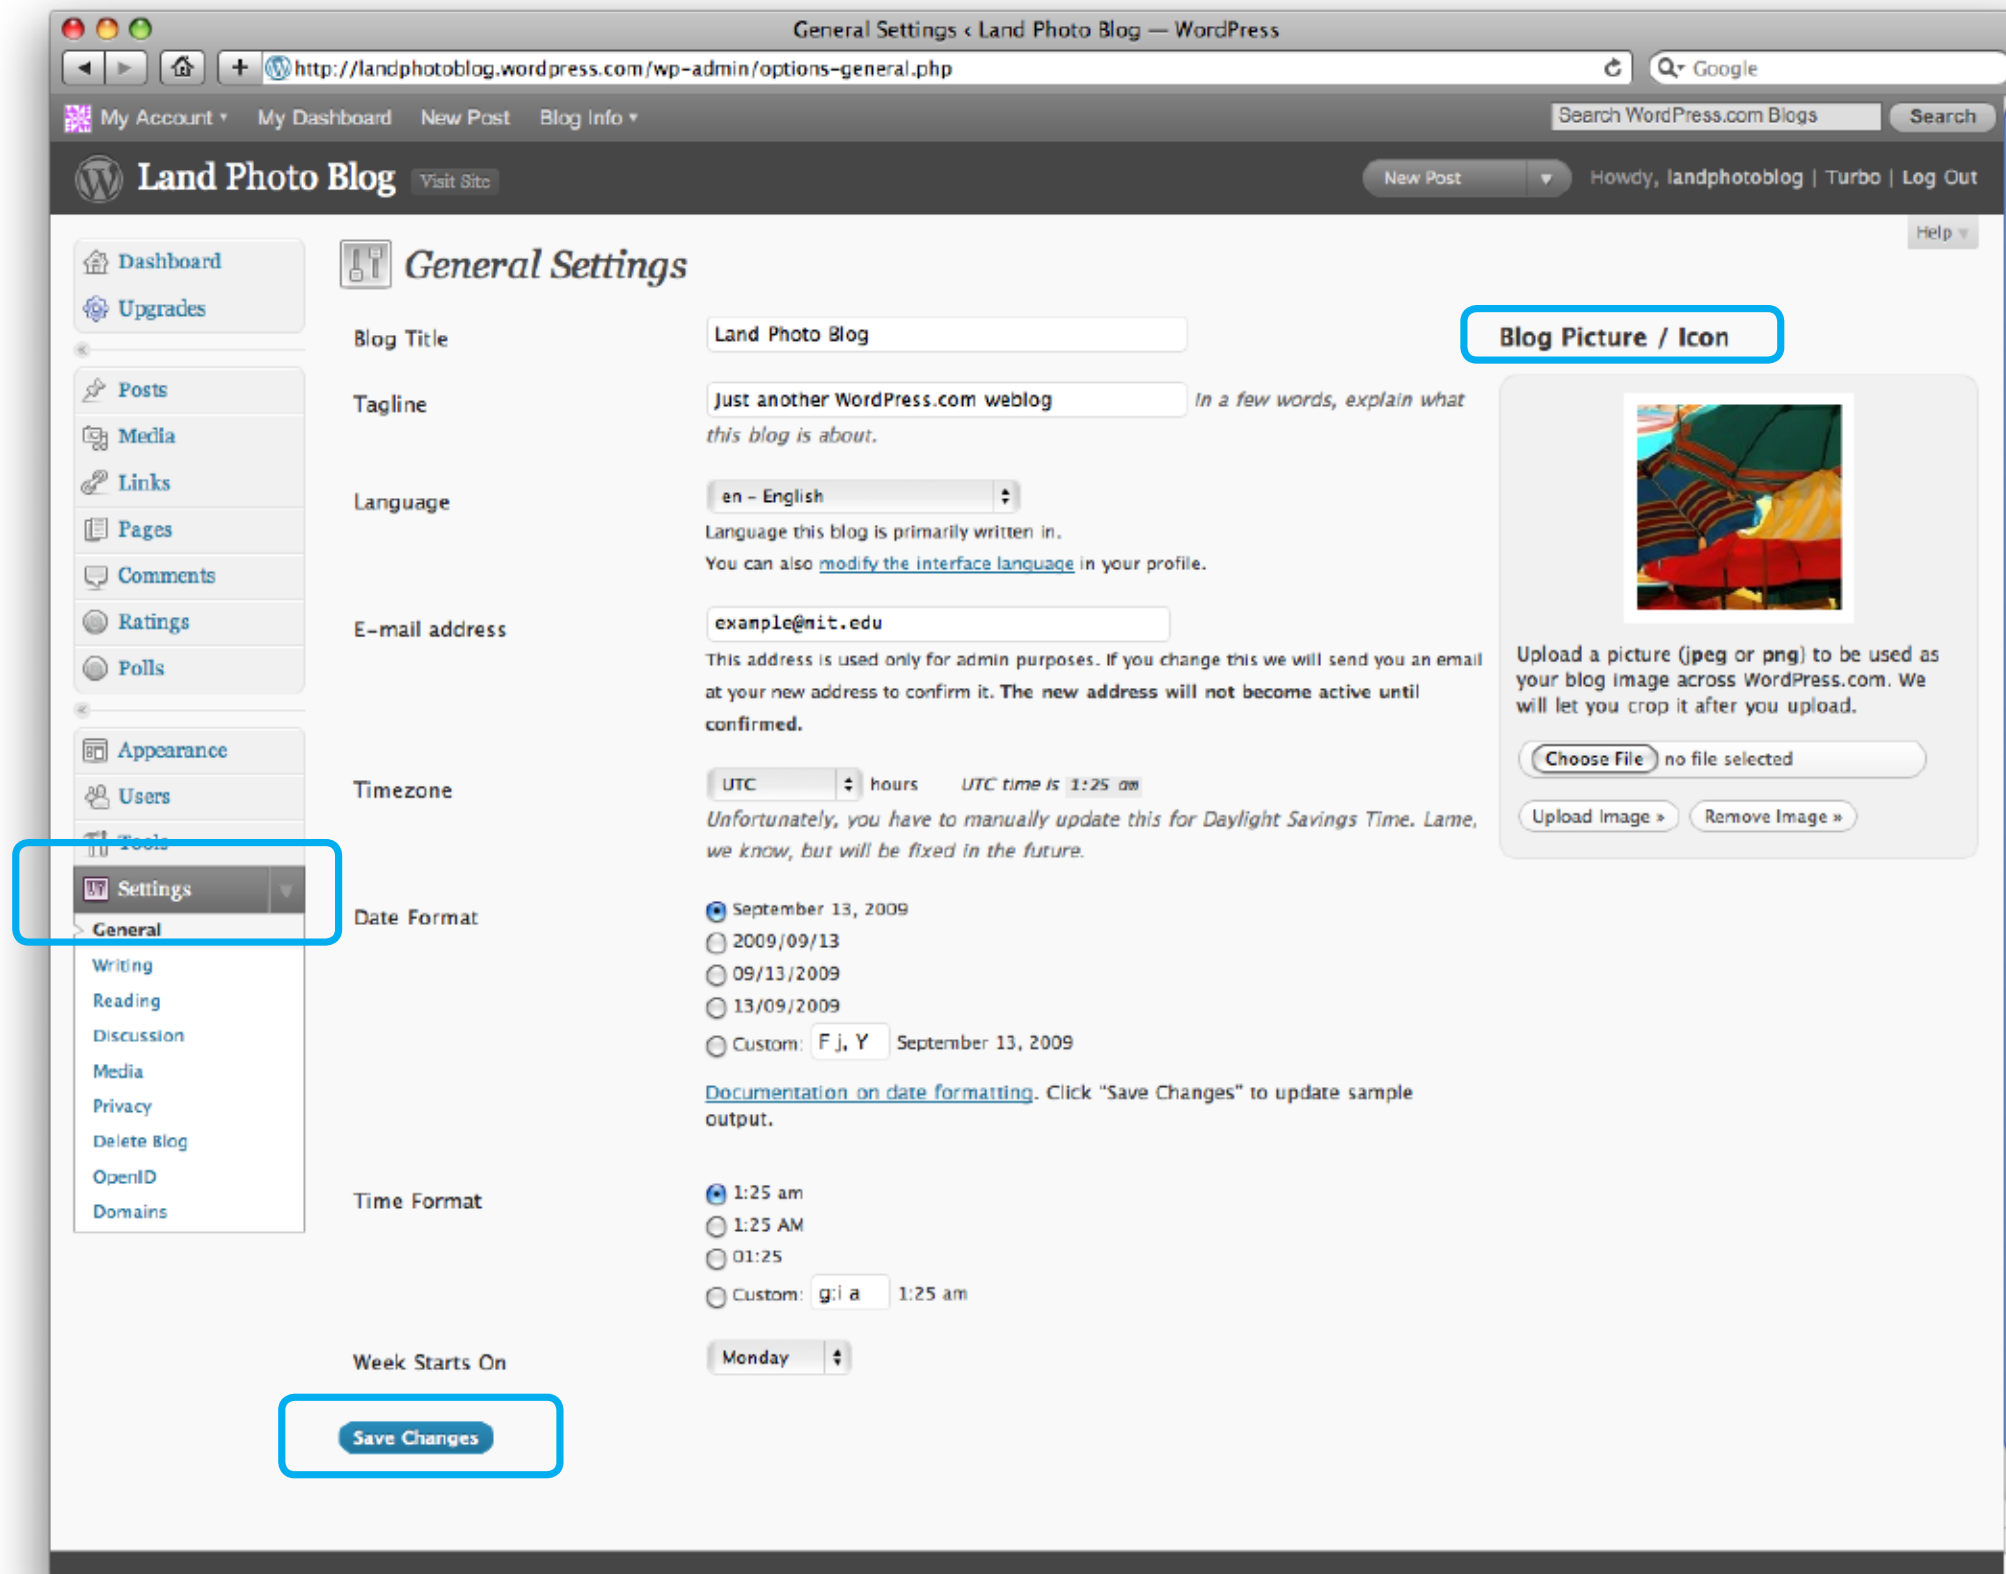 General Settings ‹ Land Photo Blog — WordPress
http://landphotoblog.wordpress.com/wp-admin/options-general.php
Google
My Account
My Dashboard
New Post
Blog Info
Search WordPress.com Blogs
Search
Land Photo Blog
Visit Site
New Post
Howdy, landphotoblog | Turbo | Log Out
Help
Dashboard
Upgrades
Posts
Media
Links
Pages
Comments
Ratings
Polls
Appearance
Users
Tools
Settings
General
Writing
Reading
Discussion
Media
Privacy
Delete Blog
OpenID
Domains
General Settings
Blog Title
Land Photo Blog
Tagline
Just another WordPress.com weblog In a few words, explain what
this blog is about.
Language
en - English
Language this blog is primarily written in.
You can also modify the interface language in your profile.
E-mail address
example@mit.edu
This address is used only for admin purposes. If you change this we will send you an email
at your new address to confirm it. The new address will not become active until
confirmed.
Timezone
UTC hours UTC time is 1:25 am
Unfortunately, you have to manually update this for Daylight Savings Time. Lame,
we know, but will be fixed in the future.
Date Format
September 13, 2009
2009/09/13
09/13/2009
13/09/2009
Custom: F j, Y September 13, 2009
Documentation on date formatting. Click "Save Changes" to update sample
output.
Time Format
1:25 am
1:25 AM
01:25
Custom: g:i a 1:25 am
Week Starts On
Monday
Save Changes
Blog Picture / Icon
Upload a picture (jpeg or png) to be used as
your blog image across WordPress.com. We
will let you crop it after you upload.
Choose File no file selected
Upload Image »
Remove Image »